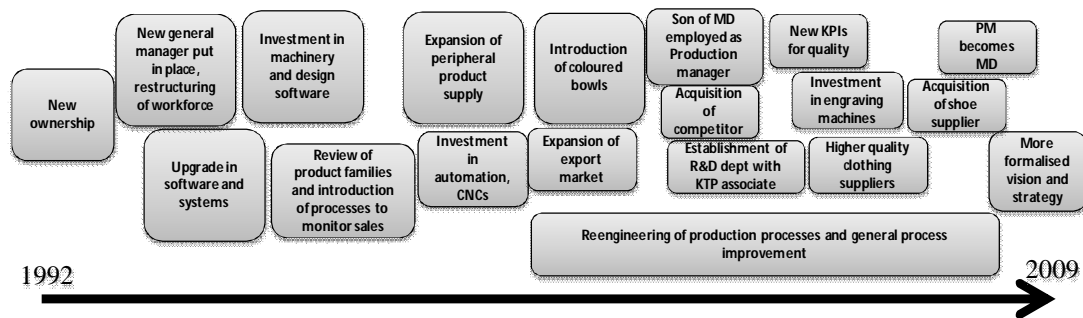 New
ownership
New general
manager put
in place,
restructuring
of workforce
Upgrade in
software and
systems
Investment in
machinery
and design
software
Review of
product families
and introduction
of processes to
monitor sales
Expansion of
peripheral
product
supply
Investment
in
automation,
CNCs
Introduction
of coloured
bowls
Expansion of
export
market
Son of MD
employed as
Production
manager
Acquisition
of
competitor
Establishment of
R&D dept with
KTP associate
New KPIs
for quality
Investment
in engraving
machines
Higher quality
clothing
suppliers
PM
becomes
MD
Acquisition
of shoe
supplier
More
formalised
vision and
strategy
Reengineering of production processes and general process
improvement
1992
2009